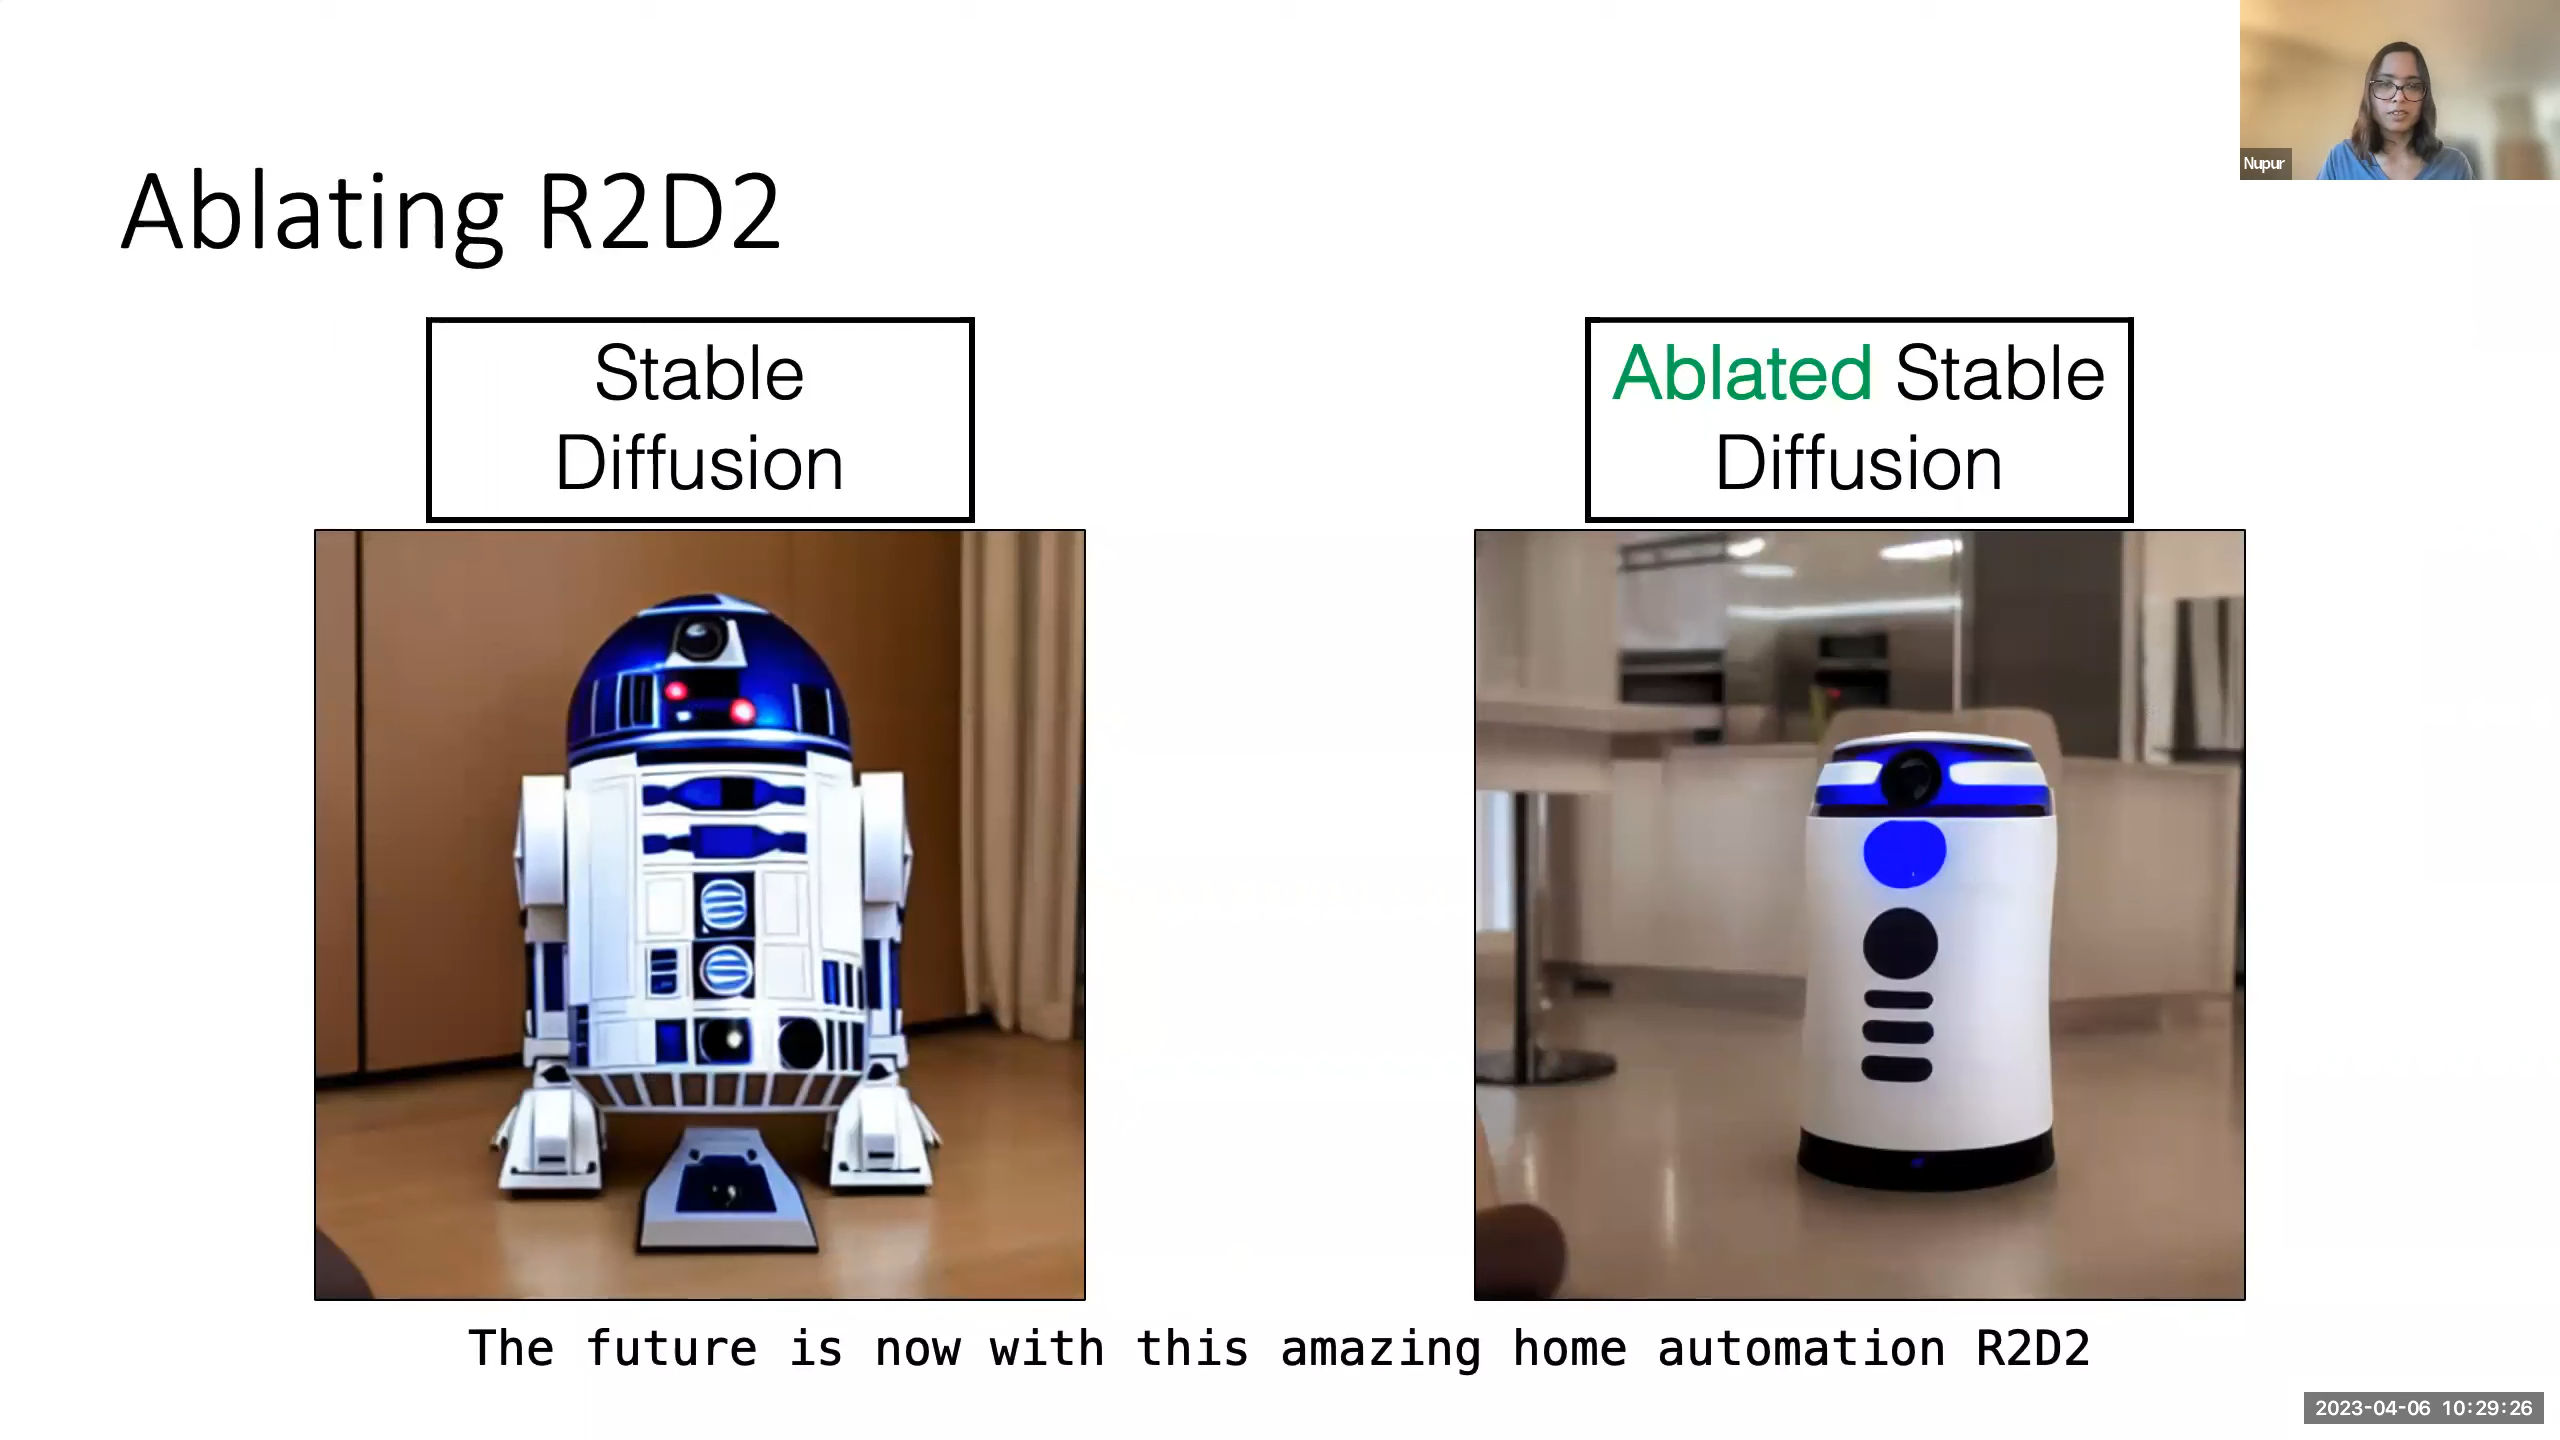 Nupur
Ablating R2D2
Stable
Diffusion
Ablated Stable
Diffusion
The future is now with this amazing home automation R2D2
2023-04-06 10:29:26